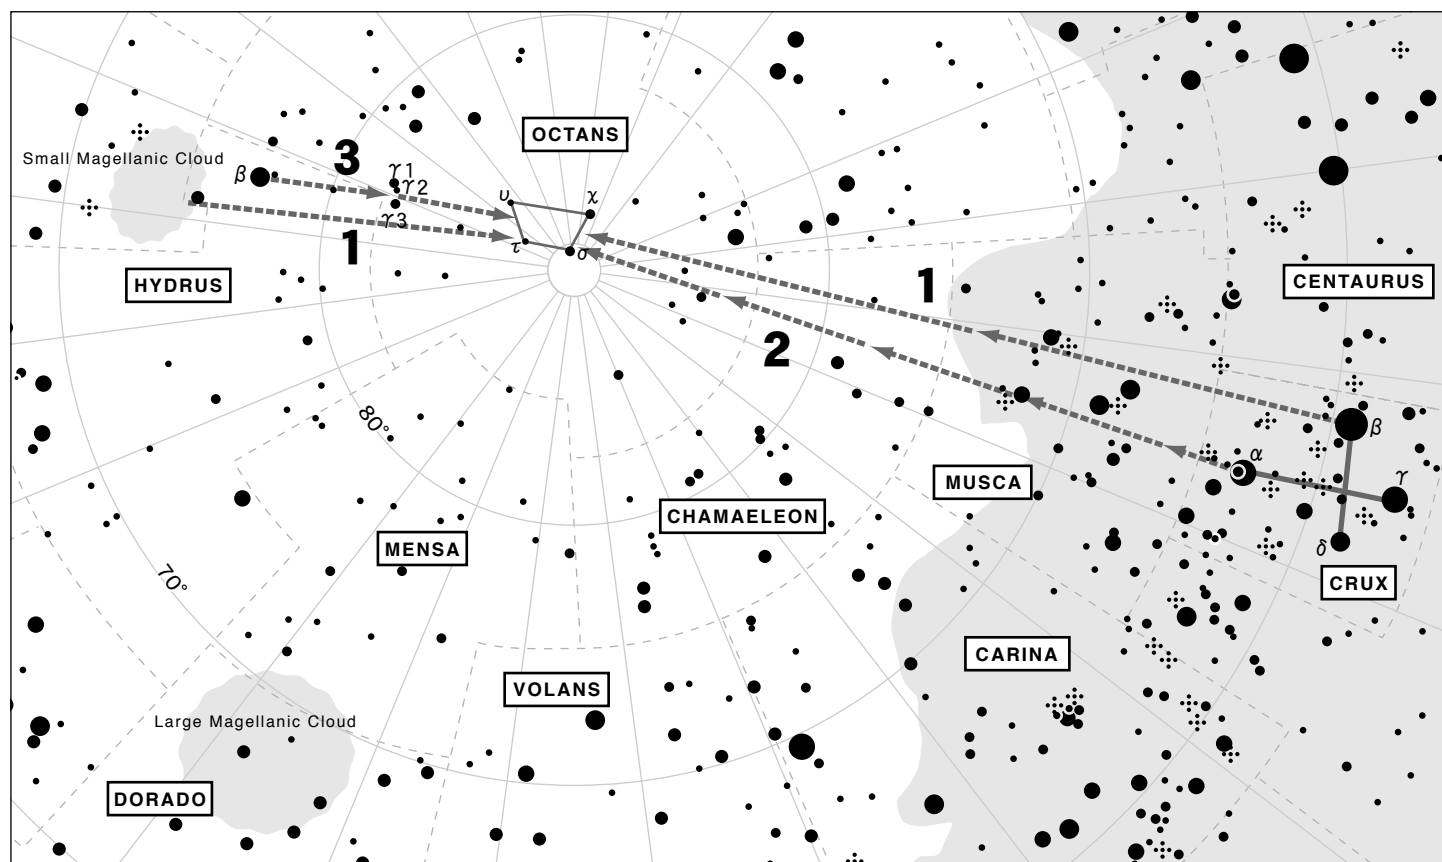 OCTANS
Small Magellanic Cloud
β
3
γ1
γ2
γ3
υ
χ
τ
σ
1
HYDRUS
1
CENTAURUS
2
80°
β
α
γ
MUSCA
CHAMAELEON
MENSA
δ
CRUX
70°
CARINA
VOLANS
Large Magellanic Cloud
DORADO